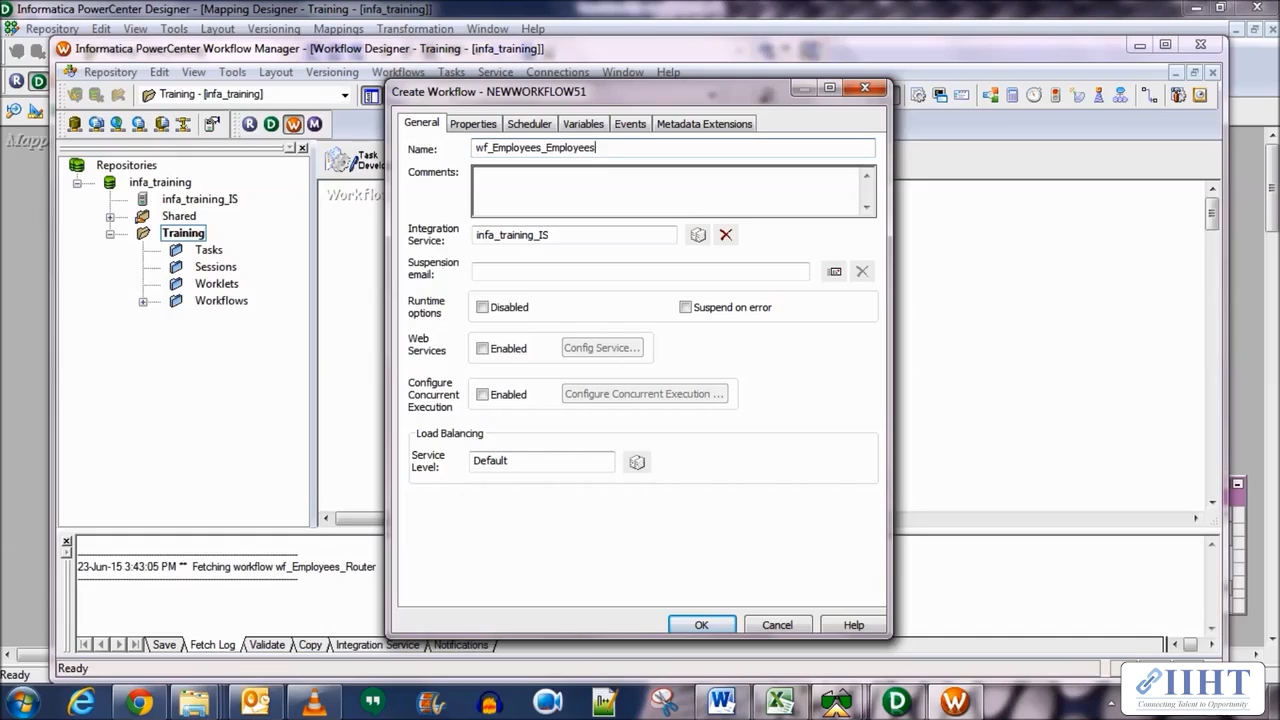 Informatica PowerCenter Designer - [Mapping Designer - Training - [infa_training]]
Repository Edit View Tools Layout Versioning Mappings Transformation Window Help
Informatica PowerCenter Workflow Manager - [Workflow Designer - Training - [infa_training]]
Repository Edit View Tools Layout Versioning Workflows Tasks Service Connections Window Help
Training - [infa_training]
Create Workflow - NEWWORKFLOW51
General Properties Scheduler Variables Events Metadata Extensions
Name: wf_Employees_Employees
Comments:
Integration
Service: infa_training_IS
Suspension
email:
Runtime
options
Disabled Suspend on error
Web
Services
Enabled Config Service...
Configure
Concurrent
Execution
Enabled Configure Concurrent Execution ...
Load Balancing
Service
Level: Default
OK Cancel Help
Repositories
infa_training
infa_training_IS
Shared
Training
Tasks
Sessions
Worklets
Workflows
Task
23-Jun-15 3:43:05 PM ** Fetching workflow wf_Employees_Router
Save Fetch Log Validate Copy Integration Service Notifications
Ready
Ready
IIHT
Connecting Talent to Opportunity